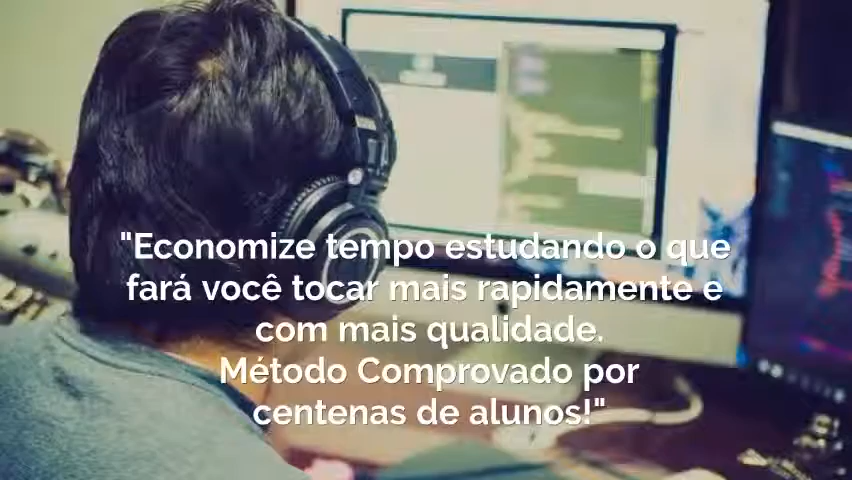 "Economize tempo estudando o que
fará você tocar mais rapidamente e
com mais qualidade.
Método Comprovado por
centenas de alunos!"